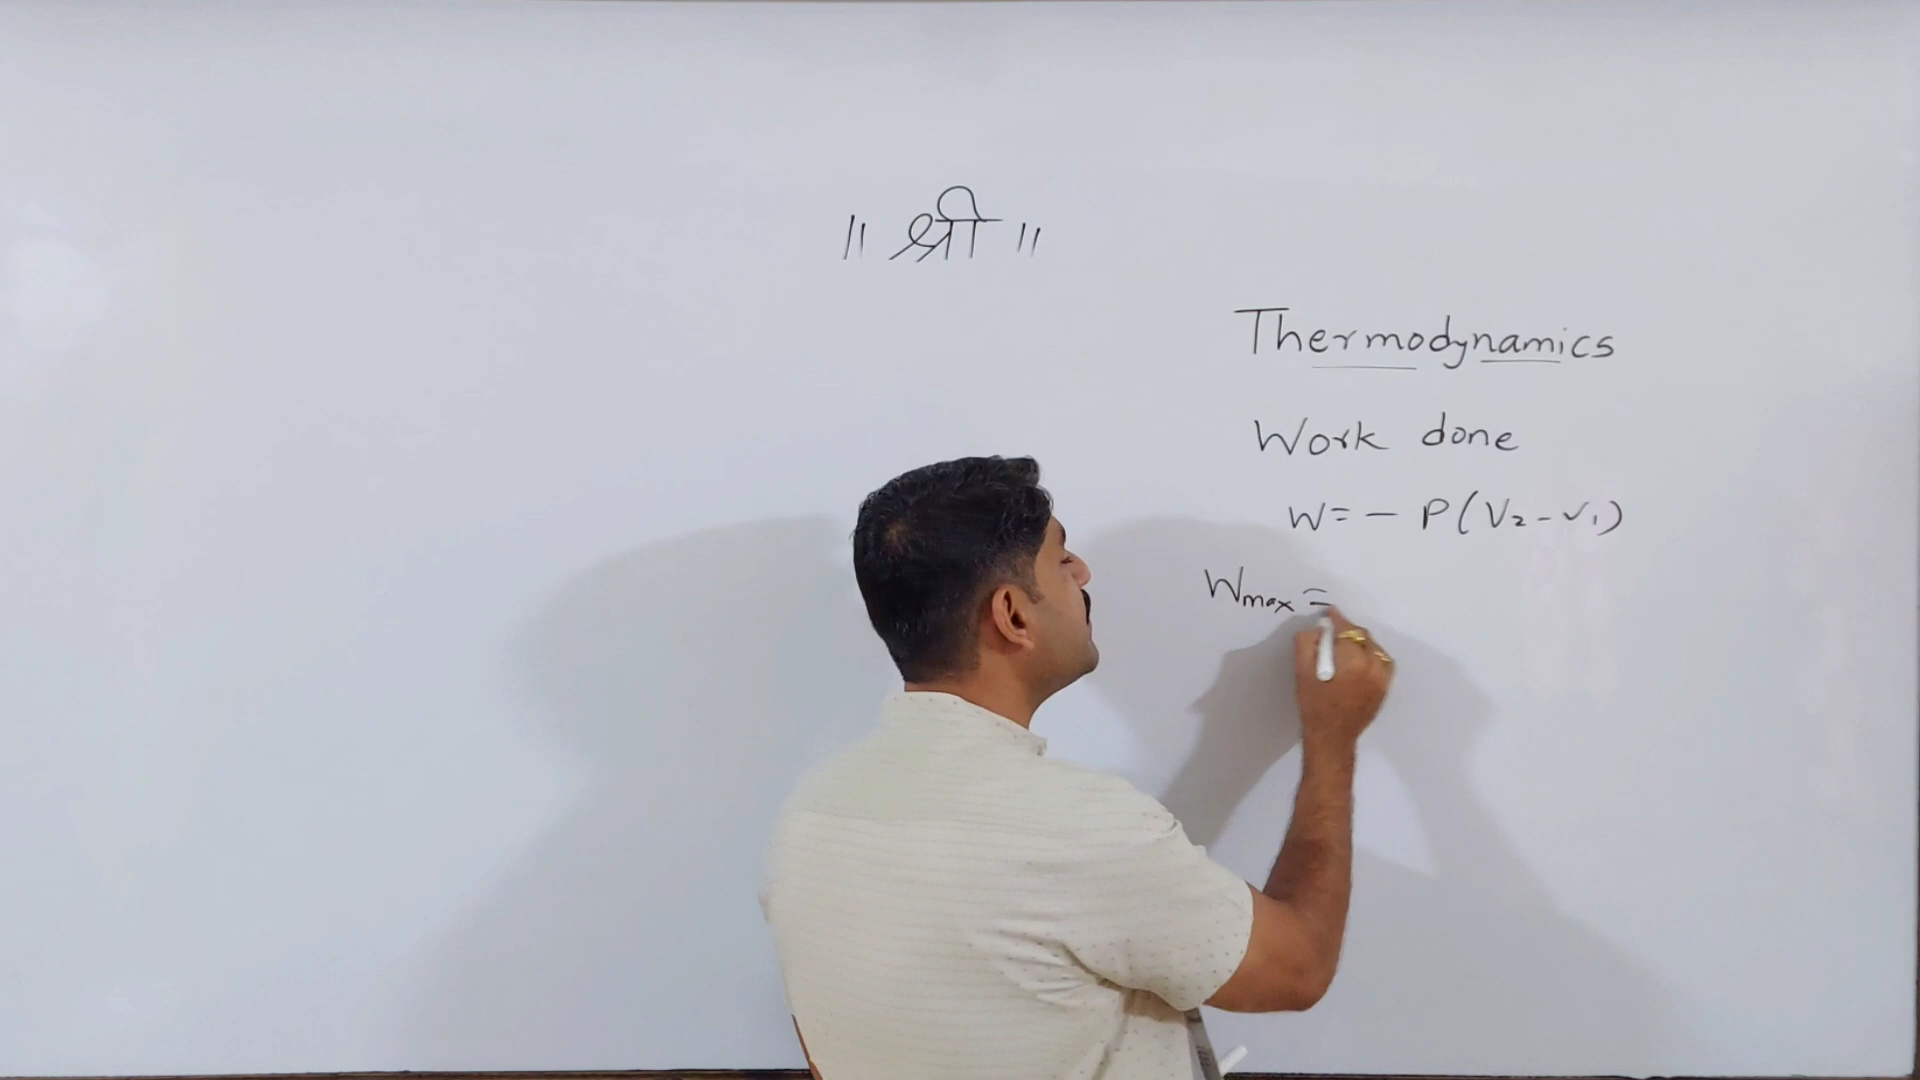 ॥ श्री ॥
Thermodynamics
Work done
W = - P(V₂ - V₁)
Wmax =